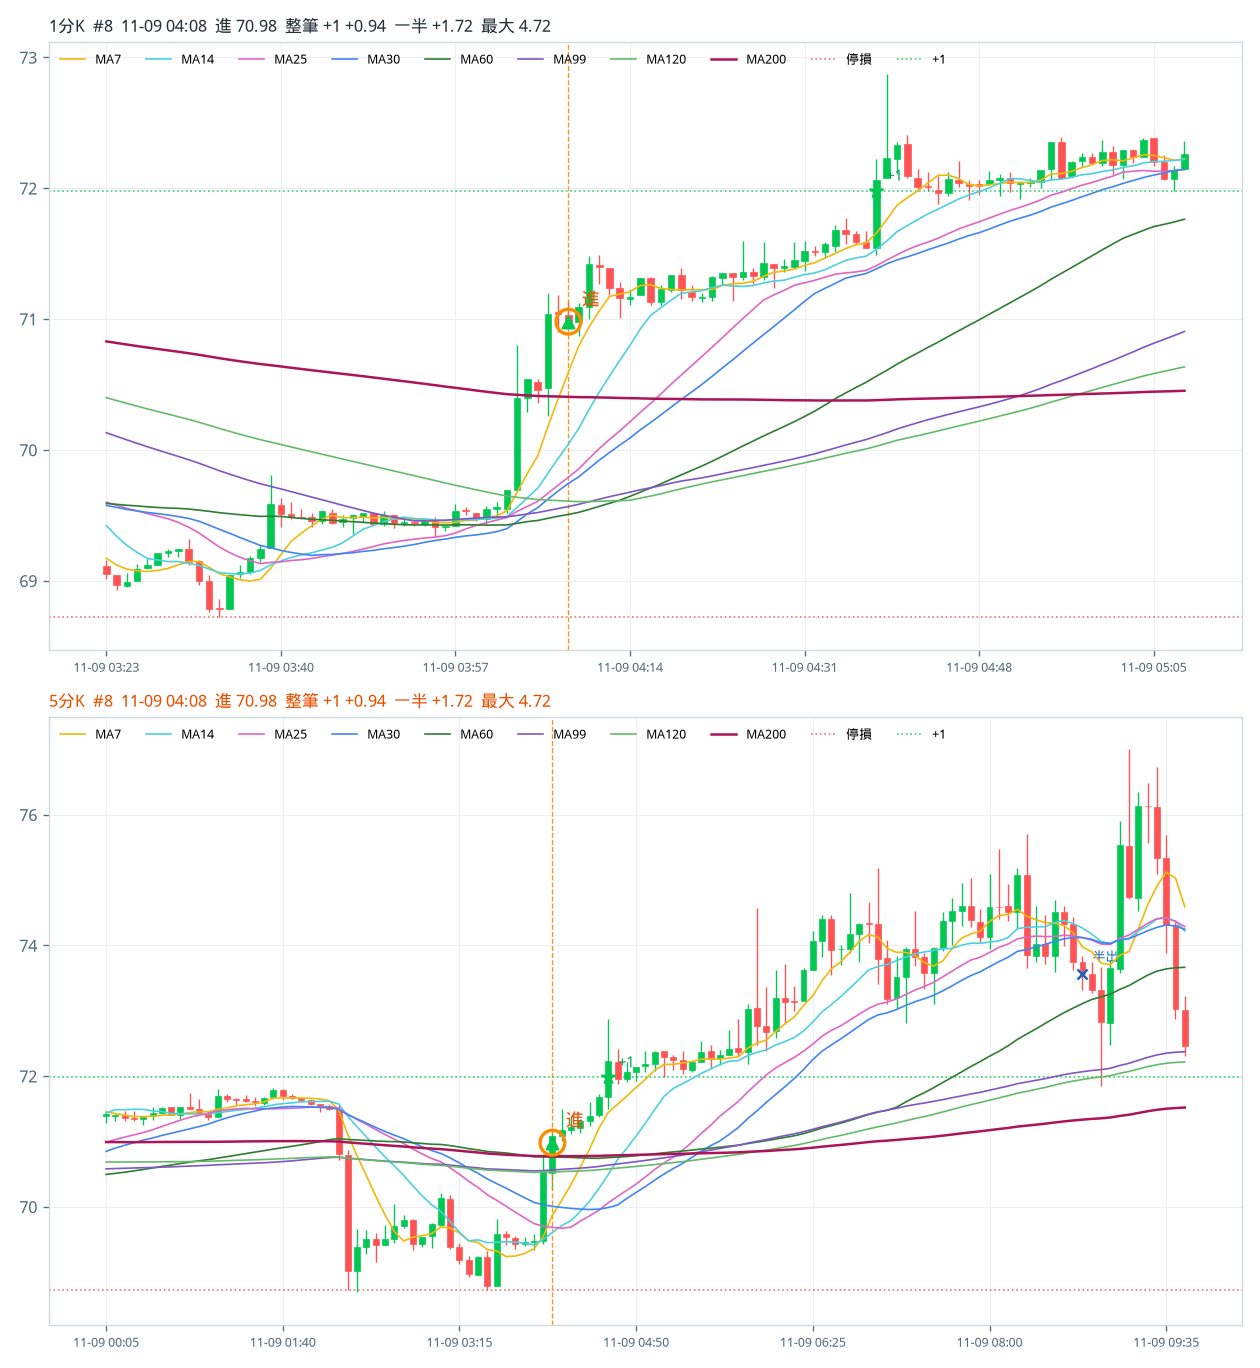 1分K #8 11-09 04:08 進 70.98 整筆 +1 +0.94 一半 +1.72 最大 4.72
MA7 MA14 MA25 MA30 MA60 MA99 MA120 MA200 停損 +1
73
72
71
70
69
+1
進
11-09 03:23 11-09 03:40 11-09 03:57 11-09 04:14 11-09 04:31 11-09 04:48 11-09 05:05
5分K #8 11-09 04:08 進 70.98 整筆 +1 +0.94 一半 +1.72 最大 4.72
MA7 MA14 MA25 MA30 MA60 MA99 MA120 MA200 停損 +1
76
74
72
70
半出
+1
進
11-09 00:05 11-09 01:40 11-09 03:15 11-09 04:50 11-09 06:25 11-09 08:00 11-09 09:35